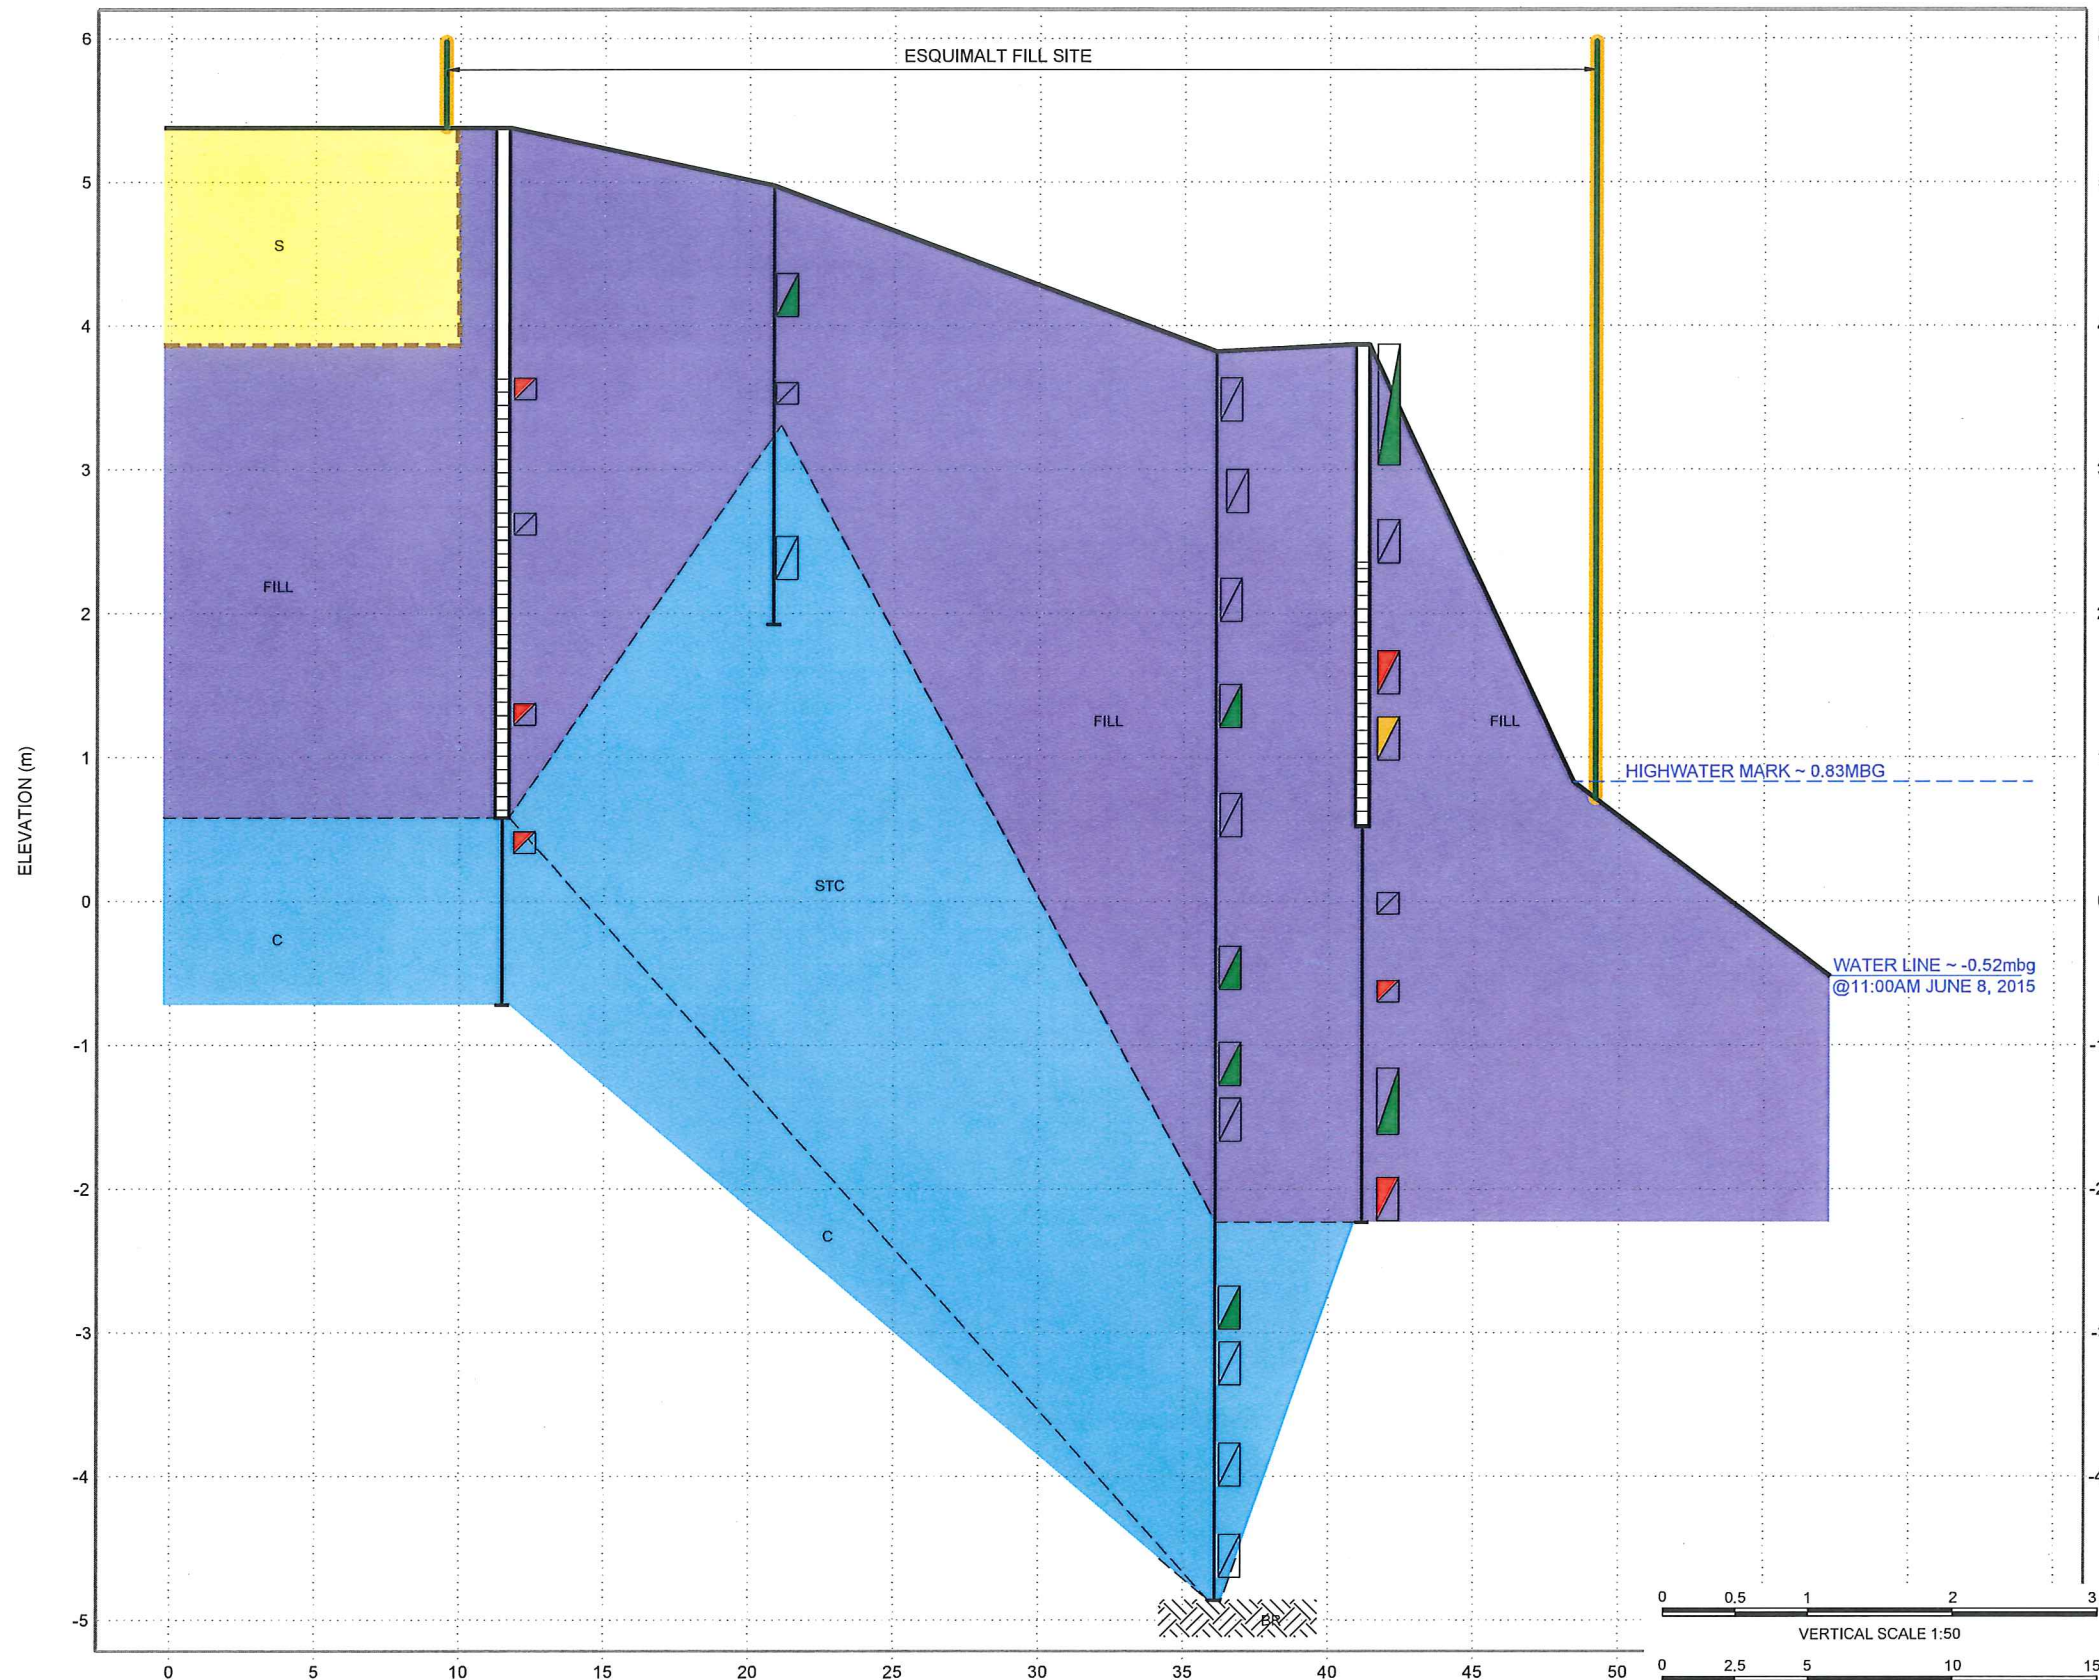 6
ESQUIMALT FILL SITE
5
S
4
3
FILL
2
FILL
FILL
1
HIGHWATER MARK ~ 0.83MBG
ELEVATION (m)
STC
0
C
WATER LINE ~ -0.52mbg
@11:00AM JUNE 8, 2015
-1
-2
C
-3
-4
-5
BR
0 0.5 1 2 3
VERTICAL SCALE 1:50
0 2.5 5 10 15
0 5 10 15 20 25 30 35 40 45 50